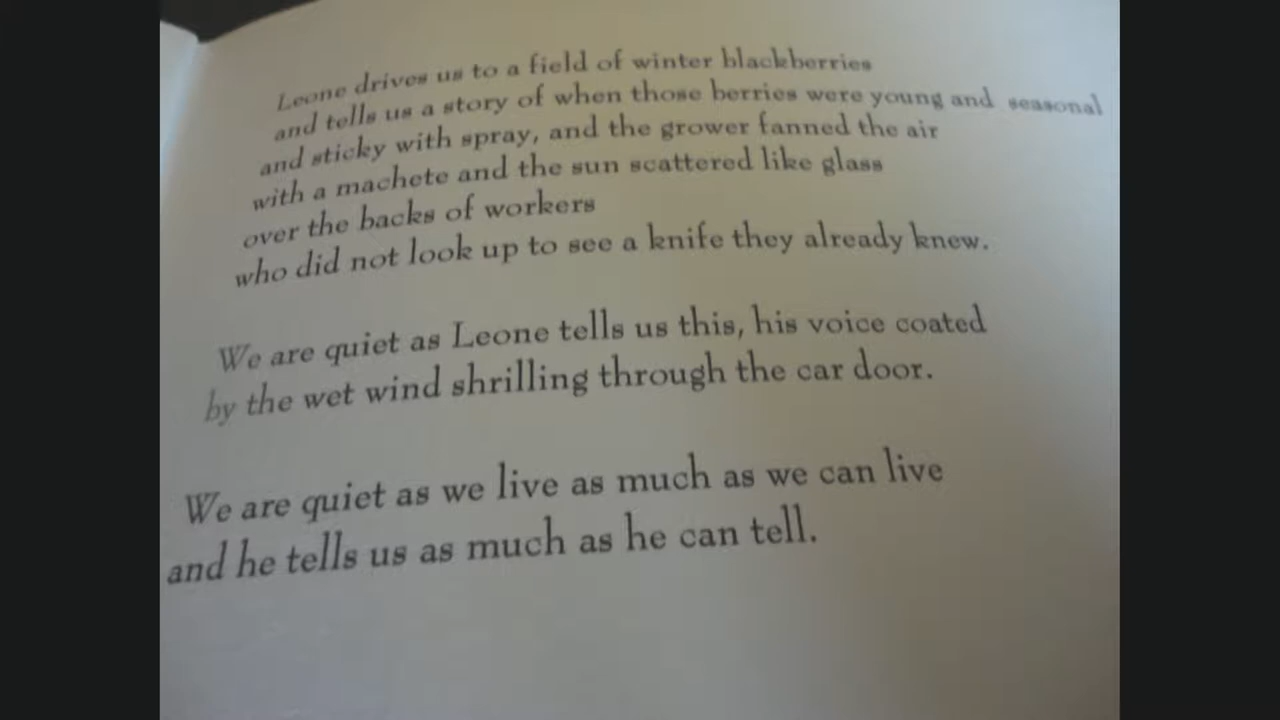 Leone drives us to a field of winter blackberries
and tells us a story of when those berries were young and seasonal
and sticky with spray, and the grower fanned the air
with a machete and the sun scattered like glass
over the backs of workers
who did not look up to see a knife they already knew.
We are quiet as Leone tells us this, his voice coated
by the wet wind shrilling through the car door.
We are quiet as we live as much as we can live
and he tells us as much as he can tell.